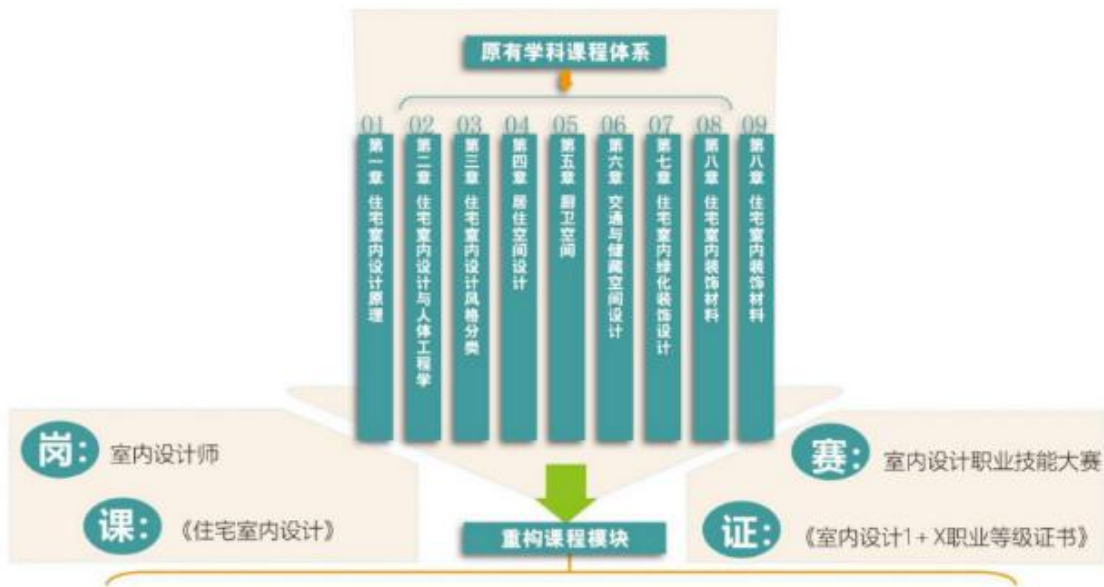 原有学科课程体系
01
第一章 住宅室内设计原理
02
第二章 住宅室内设计与人体工程学
03
第三章 住宅室内设计风格分类
04
第四章 居住空间设计
05
第五章 厨卫空间
06
第六章 交通与储藏空间设计
07
第七章 住宅室内绿化装饰设计
08
第八章 住宅室内装饰材料
09
第八章 住宅室内装饰材料
岗： 室内设计师
课： 《住宅室内设计》
赛： 室内设计职业技能大赛
证： 《室内设计1+X职业等级证书》
重构课程模块